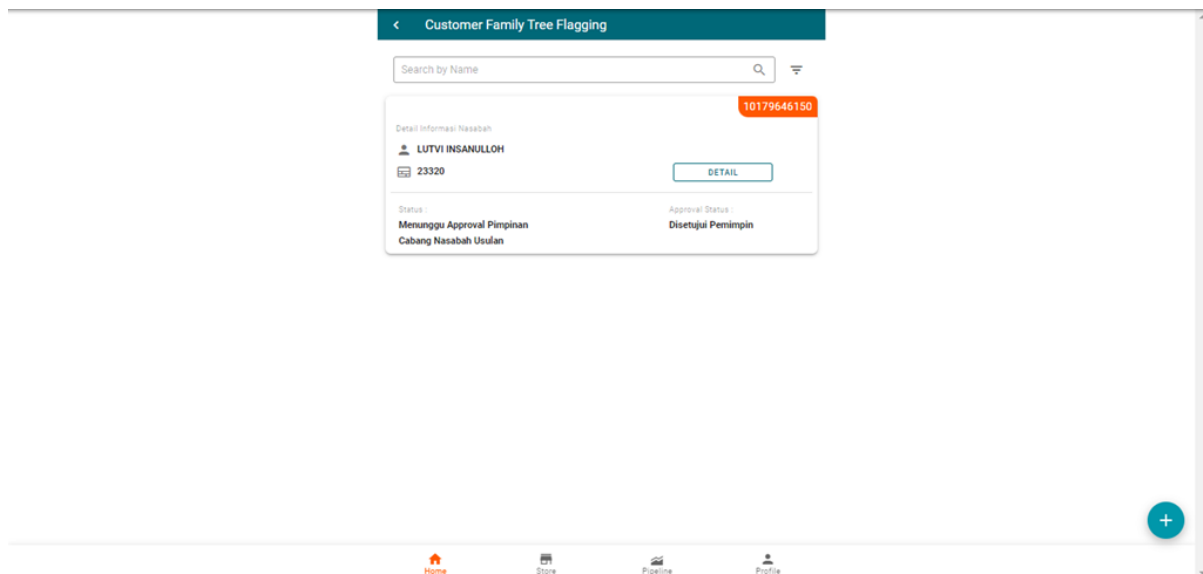 Customer Family Tree Flagging
Search by Name
10179646150
Detail Informasi Nasabah
LUTVI INSANULLOH
23320
DETAIL
Status :
Approval Status :
Menunggu Approval Pimpinan
Disetujui Pemimpin
Cabang Nasabah Usulan
Home
Store
Pipeline
Profile